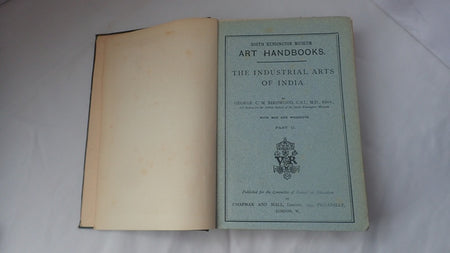 SOUTH KENSINGTON MUSEUM
ART HANDBOOKS.
THE INDUSTRIAL ARTS
OF INDIA.
BY
GEORGE C. M. BIRDWOOD, C.S.I., M.D.,
WITH MAP AND WOODCUTS
PART II.
VR
Published for the Committee of Council on Education
BY
CHAPMAN AND HALL, LIMITED, 193, PICCADILLY,
LONDON, W.